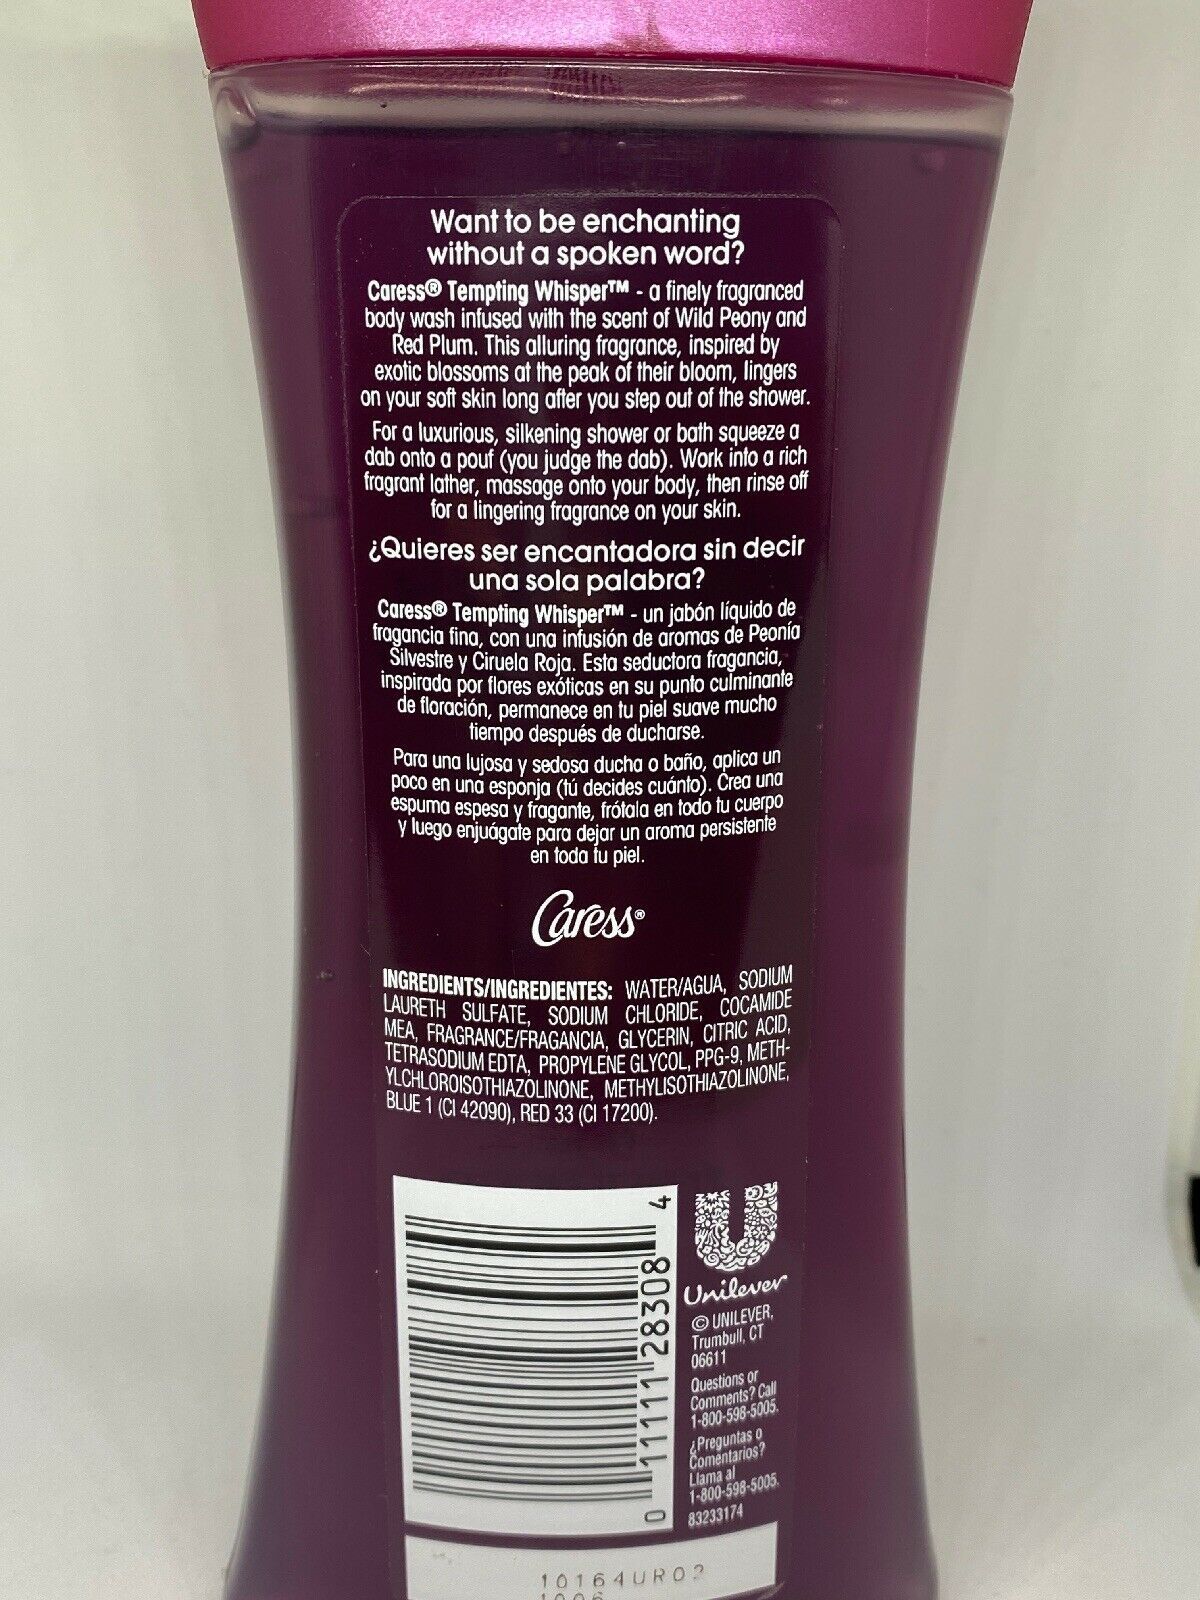 Want to be enchanting
without a spoken word?
Caress® Tempting Whisper™ - a finely fragranced
body wash infused with the scent of Wild Peony and
Red Plum. This alluring fragrance, inspired by
exotic blossoms at the peak of their bloom, lingers
on your soft skin long after you step out of the shower.
For a luxurious, silkening shower or bath squeeze a
dab onto a pouf (you judge the dab). Work into a rich
fragrant lather, massage onto your body, then rinse off
for a lingering fragrance on your skin.
¿Quieres ser encantadora sin decir
una sola palabra?
Caress® Tempting Whisper™ - un jabón líquido de
fragancia fina, con una infusión de aromas de Peonía
Silvestre y Ciruela Roja. Esta seductora fragancia,
inspirada por flores exóticas en su punto culminante
de floración, permanece en tu piel suave mucho
tiempo después de ducharse.
Para una lujosa y sedosa ducha o baño, aplica un
poco en una esponja (tú decides cuánto). Crea una
espuma espesa y fragante, frótala en todo tu cuerpo
y luego enjuágate para dejar un aroma persistente
en toda tu piel.
Caress®
INGREDIENTS/INGREDIENTES: WATER/AGUA, SODIUM
LAURETH SULFATE, SODIUM CHLORIDE, COCAMIDE
MEA, FRAGRANCE/FRAGANCIA, GLYCERIN, CITRIC ACID,
TETRASODIUM EDTA, PROPYLENE GLYCOL, PPG-9, METH-
YLCHLOROISOTHIAZOLINONE, METHYLISOTHIAZOLINONE,
BLUE 1 (CI 42090), RED 33 (CI 17200).
0 11111 28308 4
Unilever
© UNILEVER,
Trumbull, CT
06611
Questions or
Comments? Call
1-800-598-5005.
¿Preguntas o
Comentarios?
Llama al
1-800-598-5005.
83233174
10164UR02